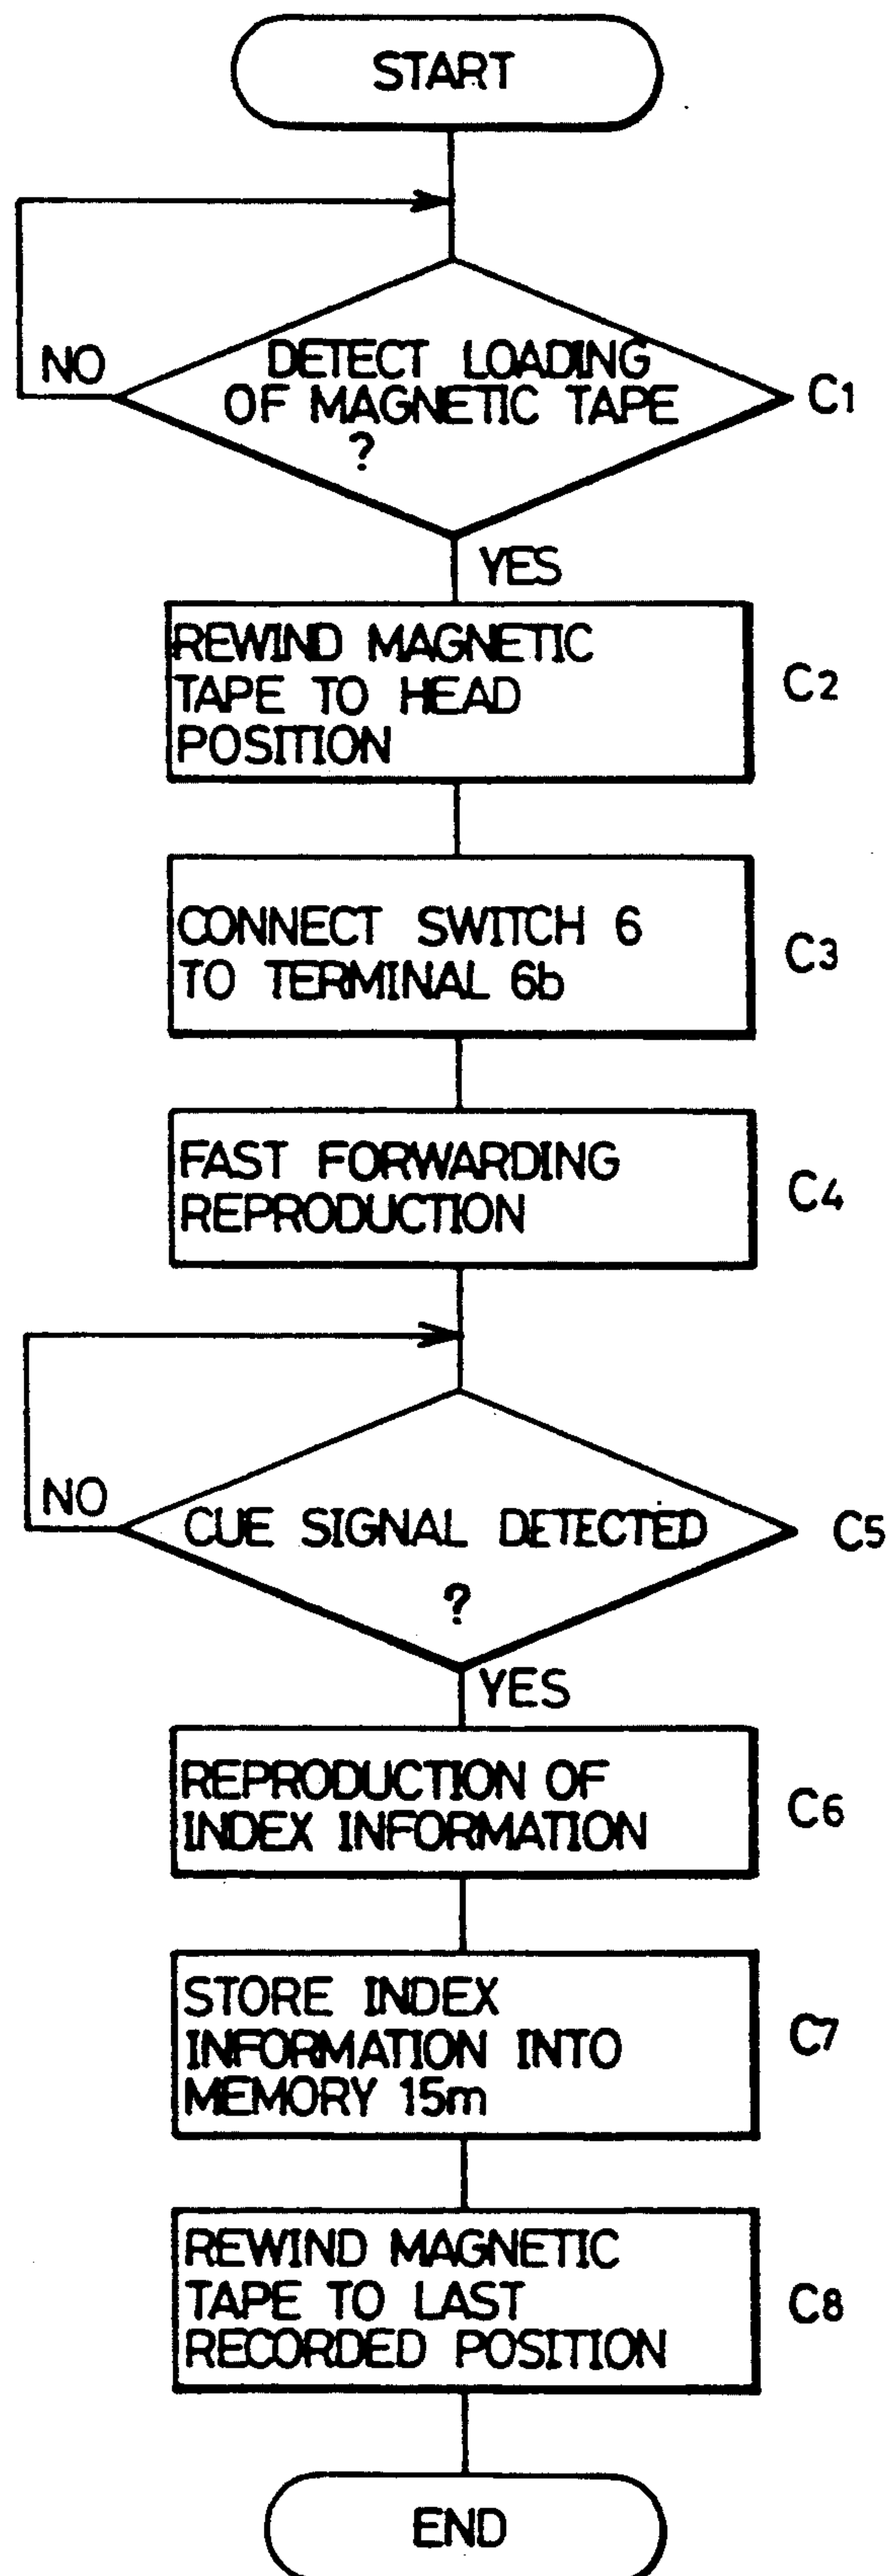 START
NO
DETECT LOADING
OF MAGNETIC TAPE
?
C1
YES
REWIND MAGNETIC
TAPE TO HEAD
POSITION
C2
CONNECT SWITCH 6
TO TERMINAL 6b
C3
FAST FORWARDING
REPRODUCTION
C4
NO
CUE SIGNAL DETECTED
?
C5
YES
REPRODUCTION OF
INDEX INFORMATION
C6
STORE INDEX
INFORMATION INTO
MEMORY 15m
C7
REWIND MAGNETIC
TAPE TO LAST
RECORDED POSITION
C8
END